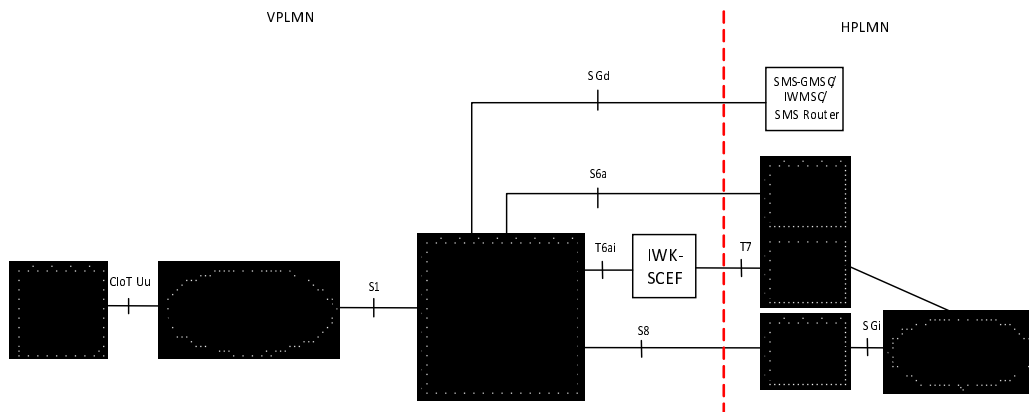 VPLMN
HPLMN
SGd
SMS-GMSC/
IWMSC/
SMS Router
S6a
T6ai
IWK-
SCEF
T7
CIoT Uu
S1
S8
SGi